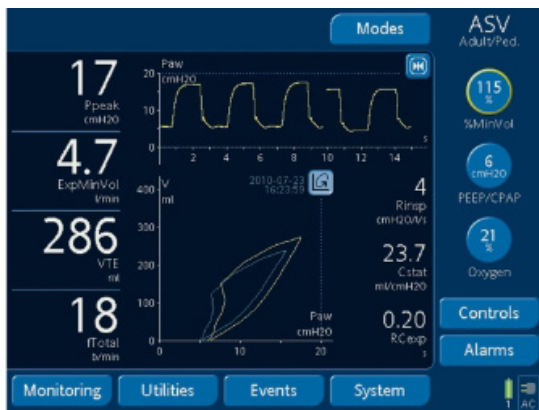 Modes
ASV
Adult/Ped.
17
Ppeak
cmH2O
Paw
cmH2O
20
10
0
2 4 6 8 10 12 14
s
115
%
%MinVol
4.7
ExpMinVol
l/min
286
VTE
ml
18
fTotal
b/min
400
V
ml
2010-07-23
16:23:59
300
200
100
0
0 10 20
Paw
cmH2O
4
Rinsp
cmH2O/l/s
23.7
Cstat
ml/cmH2O
0.20
RCexp
s
6
cmH2O
PEEP/CPAP
21
%
Oxygen
Controls
Alarms
Monitoring
Utilities
Events
System
1
AC